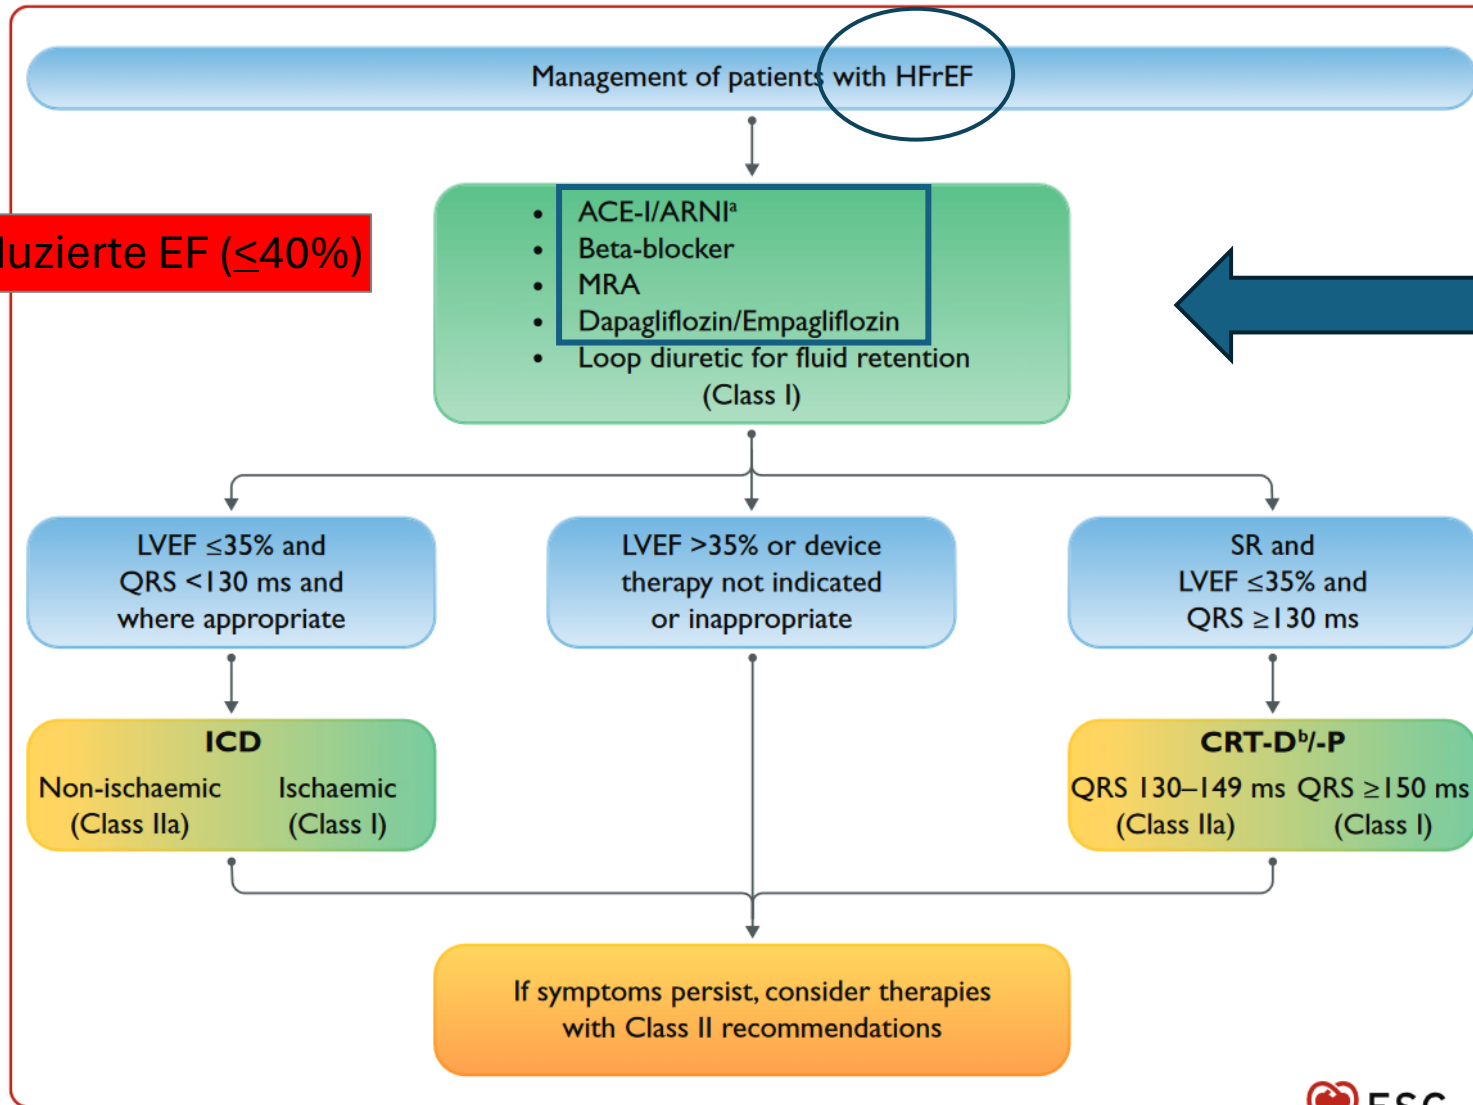 Management of patients with HFrEF
luzierte EF (≤40%)
• ACE-I/ARNIᵃ
• Beta-blocker
• MRA
• Dapagliflozin/Empagliflozin
• Loop diuretic for fluid retention
(Class I)
LVEF ≤35% and
QRS <130 ms and
where appropriate
LVEF >35% or device
therapy not indicated
or inappropriate
SR and
LVEF ≤35% and
QRS ≥130 ms
ICD
Non-ischaemic Ischaemic
(Class IIa) (Class I)
CRT-Dᵇ/-P
QRS 130–149 ms QRS ≥150 ms
(Class IIa) (Class I)
If symptoms persist, consider therapies
with Class II recommendations
ESC